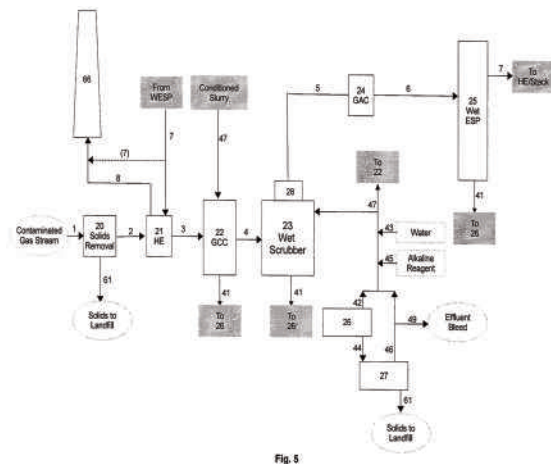 66
From
WESP
Conditioned
Slurry
(7)
7
47
8
Contaminated
Gas Stream
1
20
Solids
Removal
2
21
HE
3
22
GCC
4
23
Wet
Scrubber
28
5
24
GAC
6
25
Wet
ESP
7
To
HE/Stack
61
Solids to
Landfill
41
To
26
41
To
26
41
To
26
To
22
47
43
Water
45
Alkaline
Reagent
42
26
44
46
49
Effluent
Bleed
27
61
Solids to
Landfill
Fig. 5